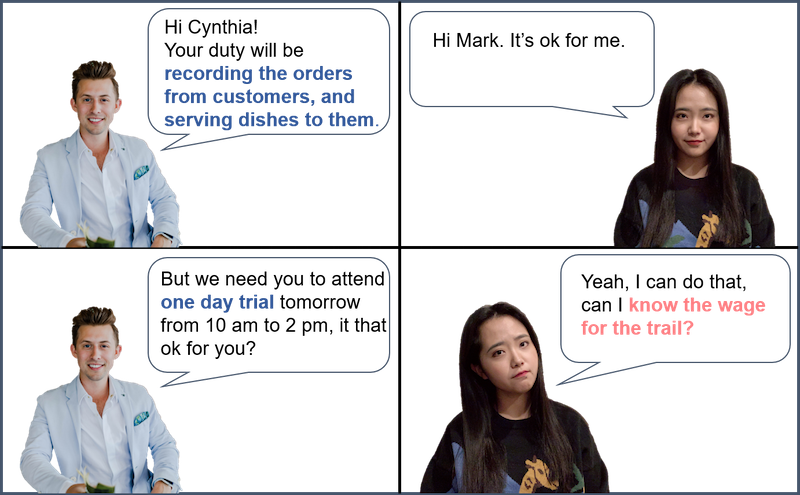 Hi Cynthia!
Your duty will be
recording the orders
from customers, and
serving dishes to them.
Hi Mark. It’s ok for me.
But we need you to attend
one day trial tomorrow
from 10 am to 2 pm, it that
ok for you?
Yeah, I can do that,
can I know the wage
for the trail?